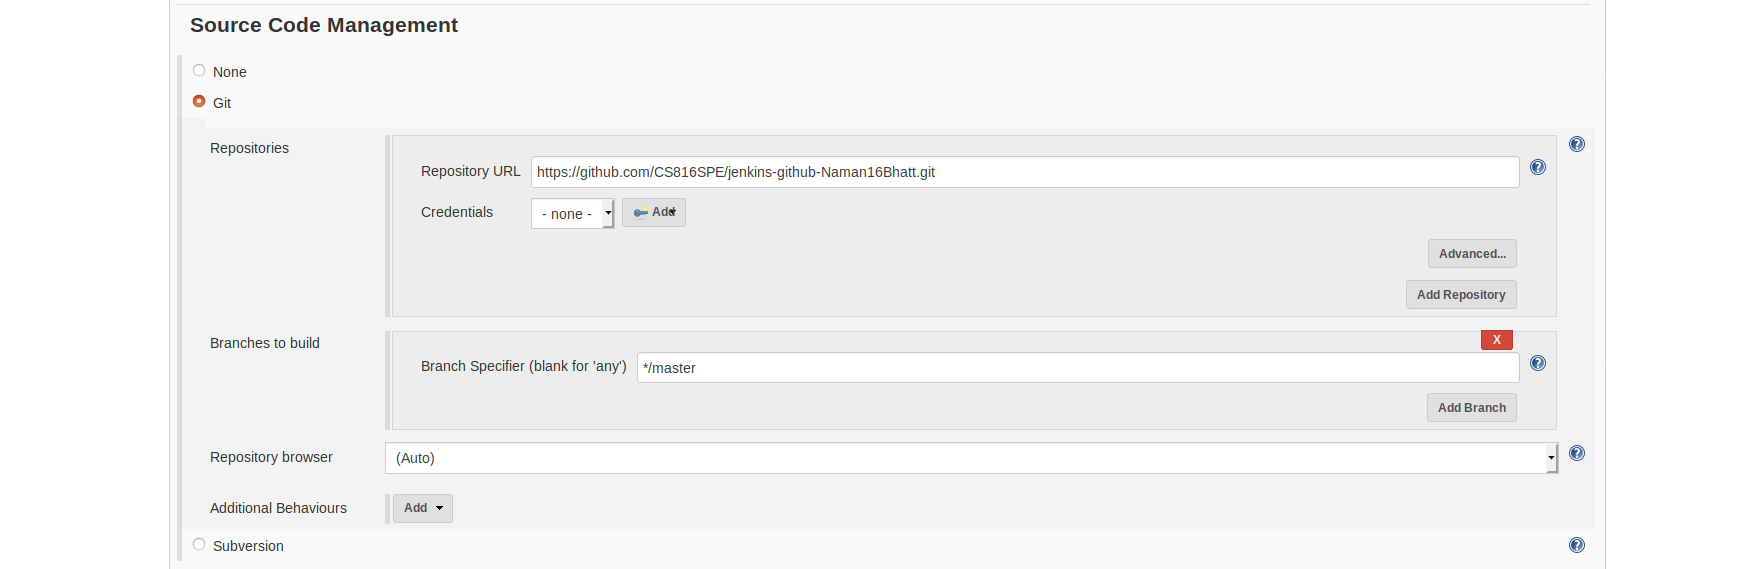 Source Code Management
None
Git
Repositories
Repository URL https://github.com/CS816SPE/jenkins-github-Naman16Bhatt.git
Credentials - none - Add
Advanced...
Add Repository
Branches to build
X
Branch Specifier (blank for 'any') */master
Add Branch
Repository browser (Auto)
Additional Behaviours Add
Subversion